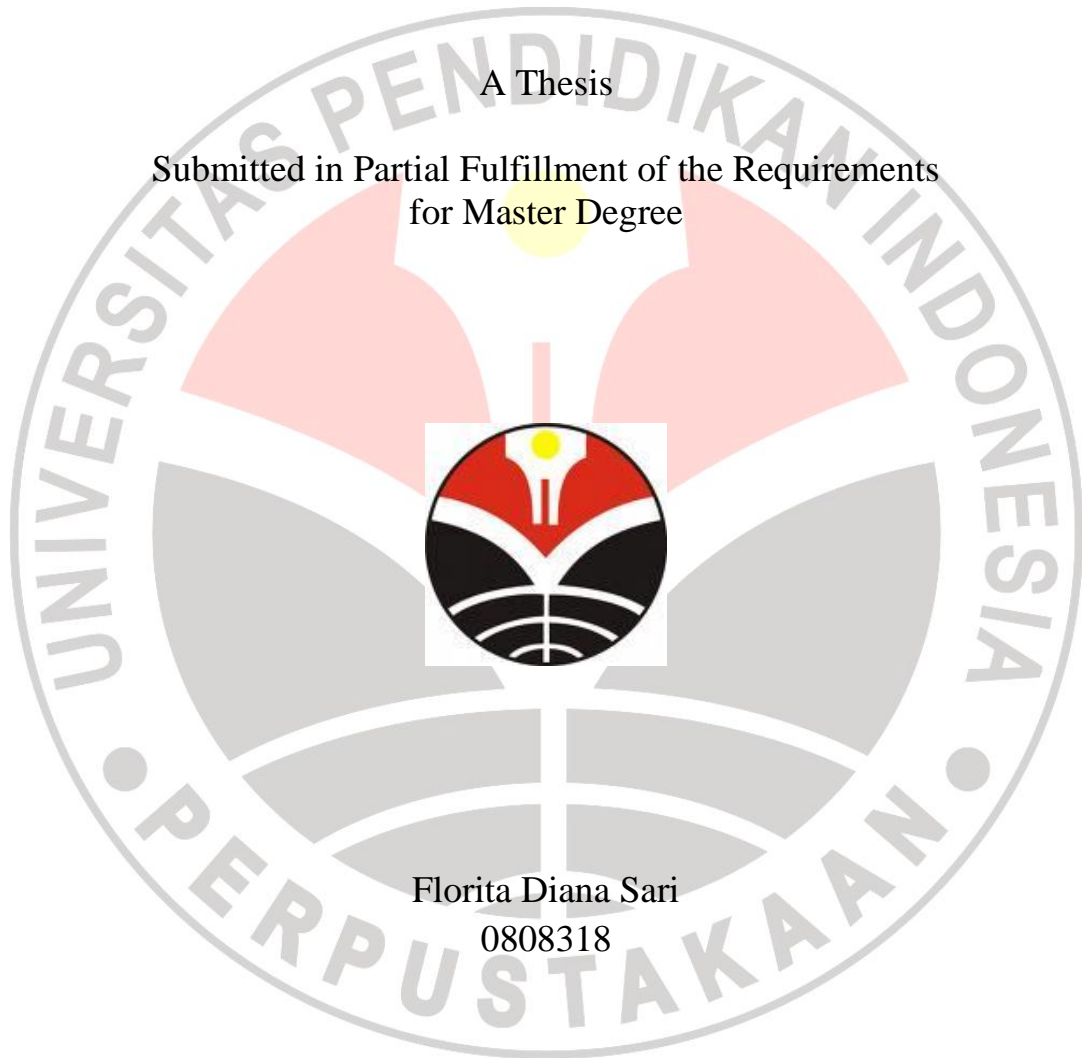 A Thesis
Submitted in Partial Fulfillment of the Requirements
for Master Degree
UNIVERSITAS PENDIDIKAN INDONESIA
PERPUSTAKAAN
Florita Diana Sari
0808318